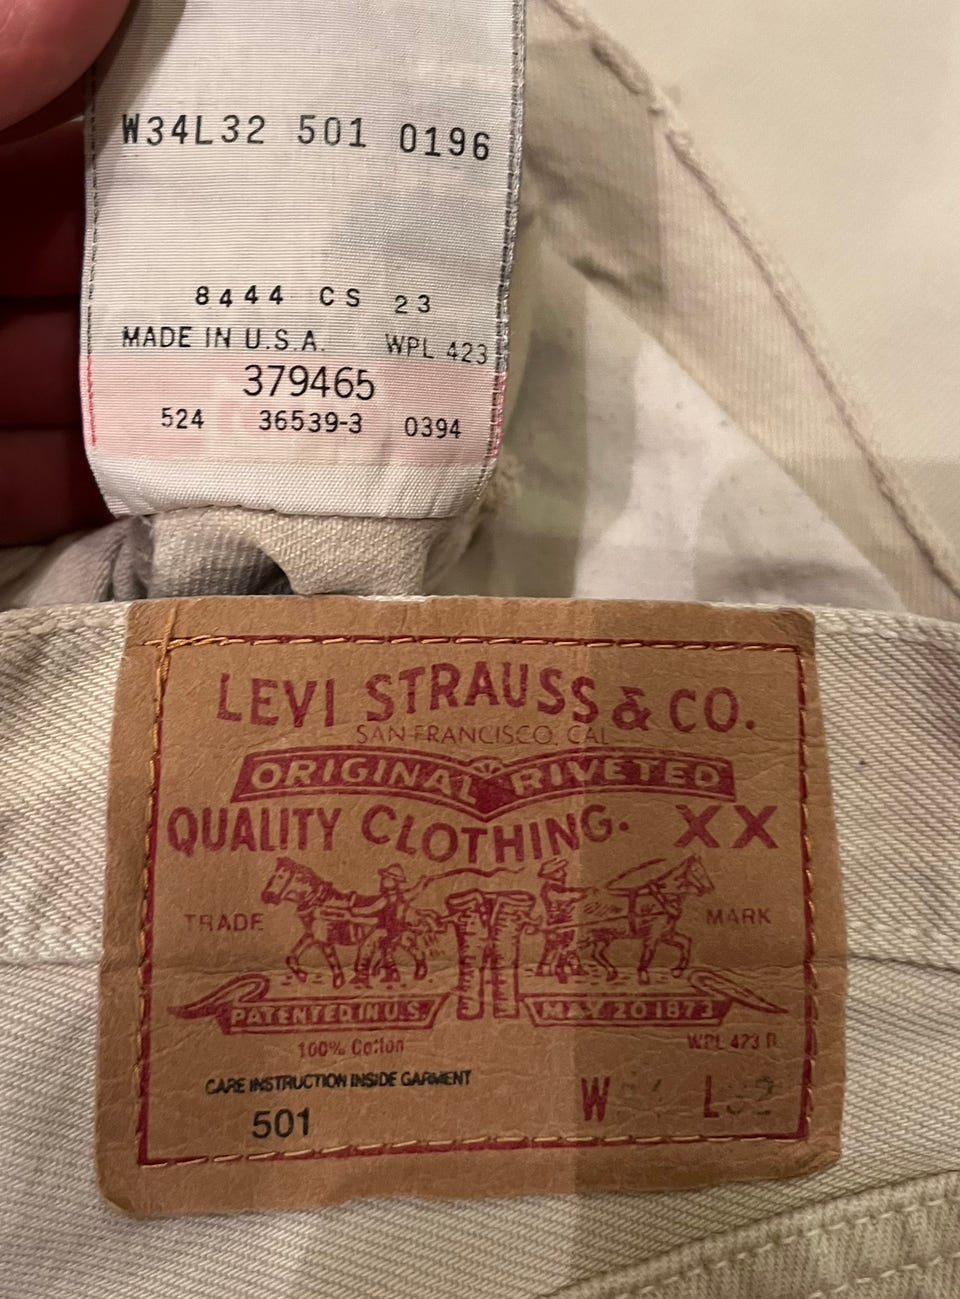 W34L32 501 0196
8444 CS 23
MADE IN U.S.A. WPL 423
379465
524 36539-3 0394
LEVI STRAUSS & CO.
SAN FRANCISCO, CAL
ORIGINAL RIVETED
QUALITY CLOTHING. XX
TRADE MARK
PATENTED IN U.S. MAY 20 1873
100% Cotton WPL 423
CARE INSTRUCTION INSIDE GARMENT
501 W L32